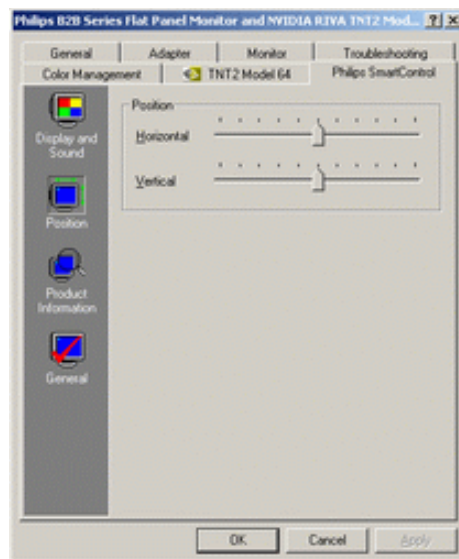 Philips B2B Series Flat Panel Monitor and NVIDIA RIVA TNT2 Mod...
General Adapter Monitor Troubleshooting
Color Management TNT2 Model 64 Philips SmartControl
Display and Sound
Position
Product Information
General
Position
Horizontal
Vertical
OK Cancel Apply